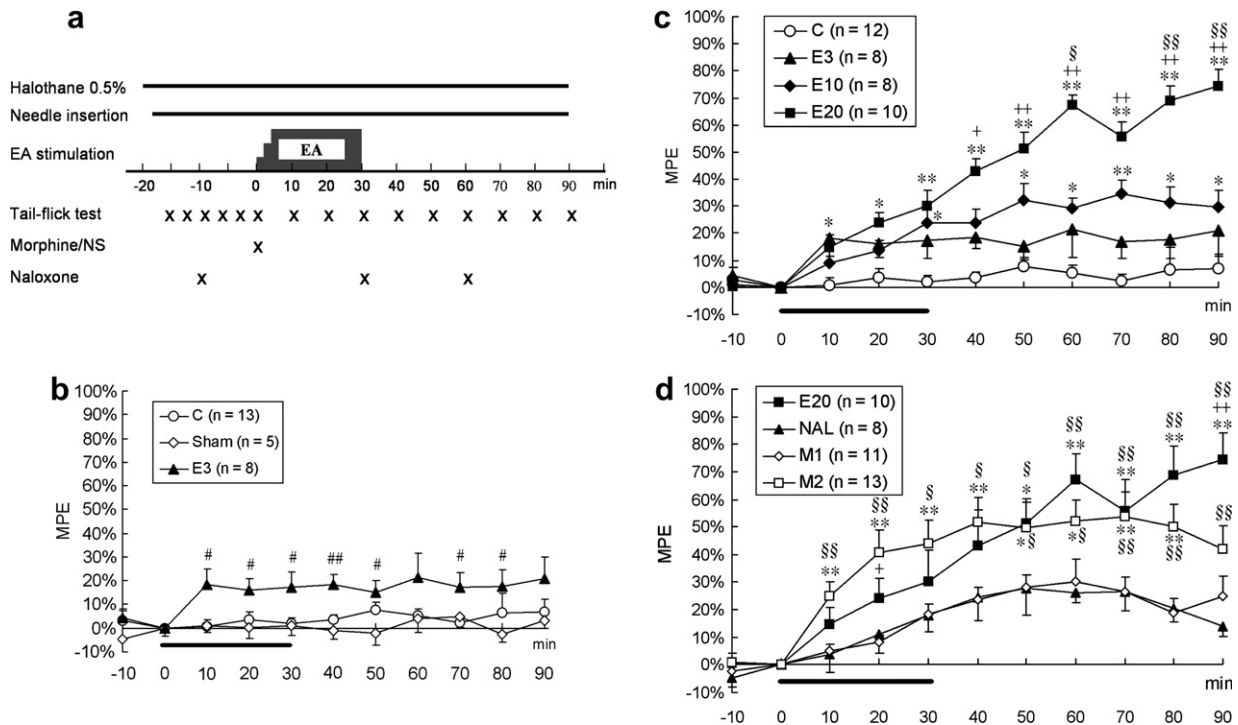 a
Halothane 0.5%
Needle insertion
EA stimulation
EA
-20 -10 0 10 20 30 40 50 60 70 80 90 min
Tail-flick test
x x x x x x x x x x x x x x x
Morphine/NS
x
Naloxone
x x x
b
100%
90%
80%
70%
60%
50%
40%
30%
20%
10%
0%
-10%
MPE
C (n = 13)
Sham (n = 5)
E3 (n = 8)
# # # ## # # #
min
-10 0 10 20 30 40 50 60 70 80 90
c
100%
90%
80%
70%
60%
50%
40%
30%
20%
10%
0%
-10%
MPE
C (n = 12)
E3 (n = 8)
E10 (n = 8)
E20 (n = 10)
§ §§ §§
++ ++ ++ ++ ++
** ** ** ** **
+
**
* * **
* * * ** * *
min
-10 0 10 20 30 40 50 60 70 80 90
d
100%
90%
80%
70%
60%
50%
40%
30%
20%
10%
0%
-10%
MPE
E20 (n = 10)
NAL (n = 8)
M1 (n = 11)
M2 (n = 13)
§§
++
**
§§ §§ §§
** ** **
§§ §§ § § §
** ** ** ** *
+
*§ *§ ** ** §§
§§ §§
min
-10 0 10 20 30 40 50 60 70 80 90